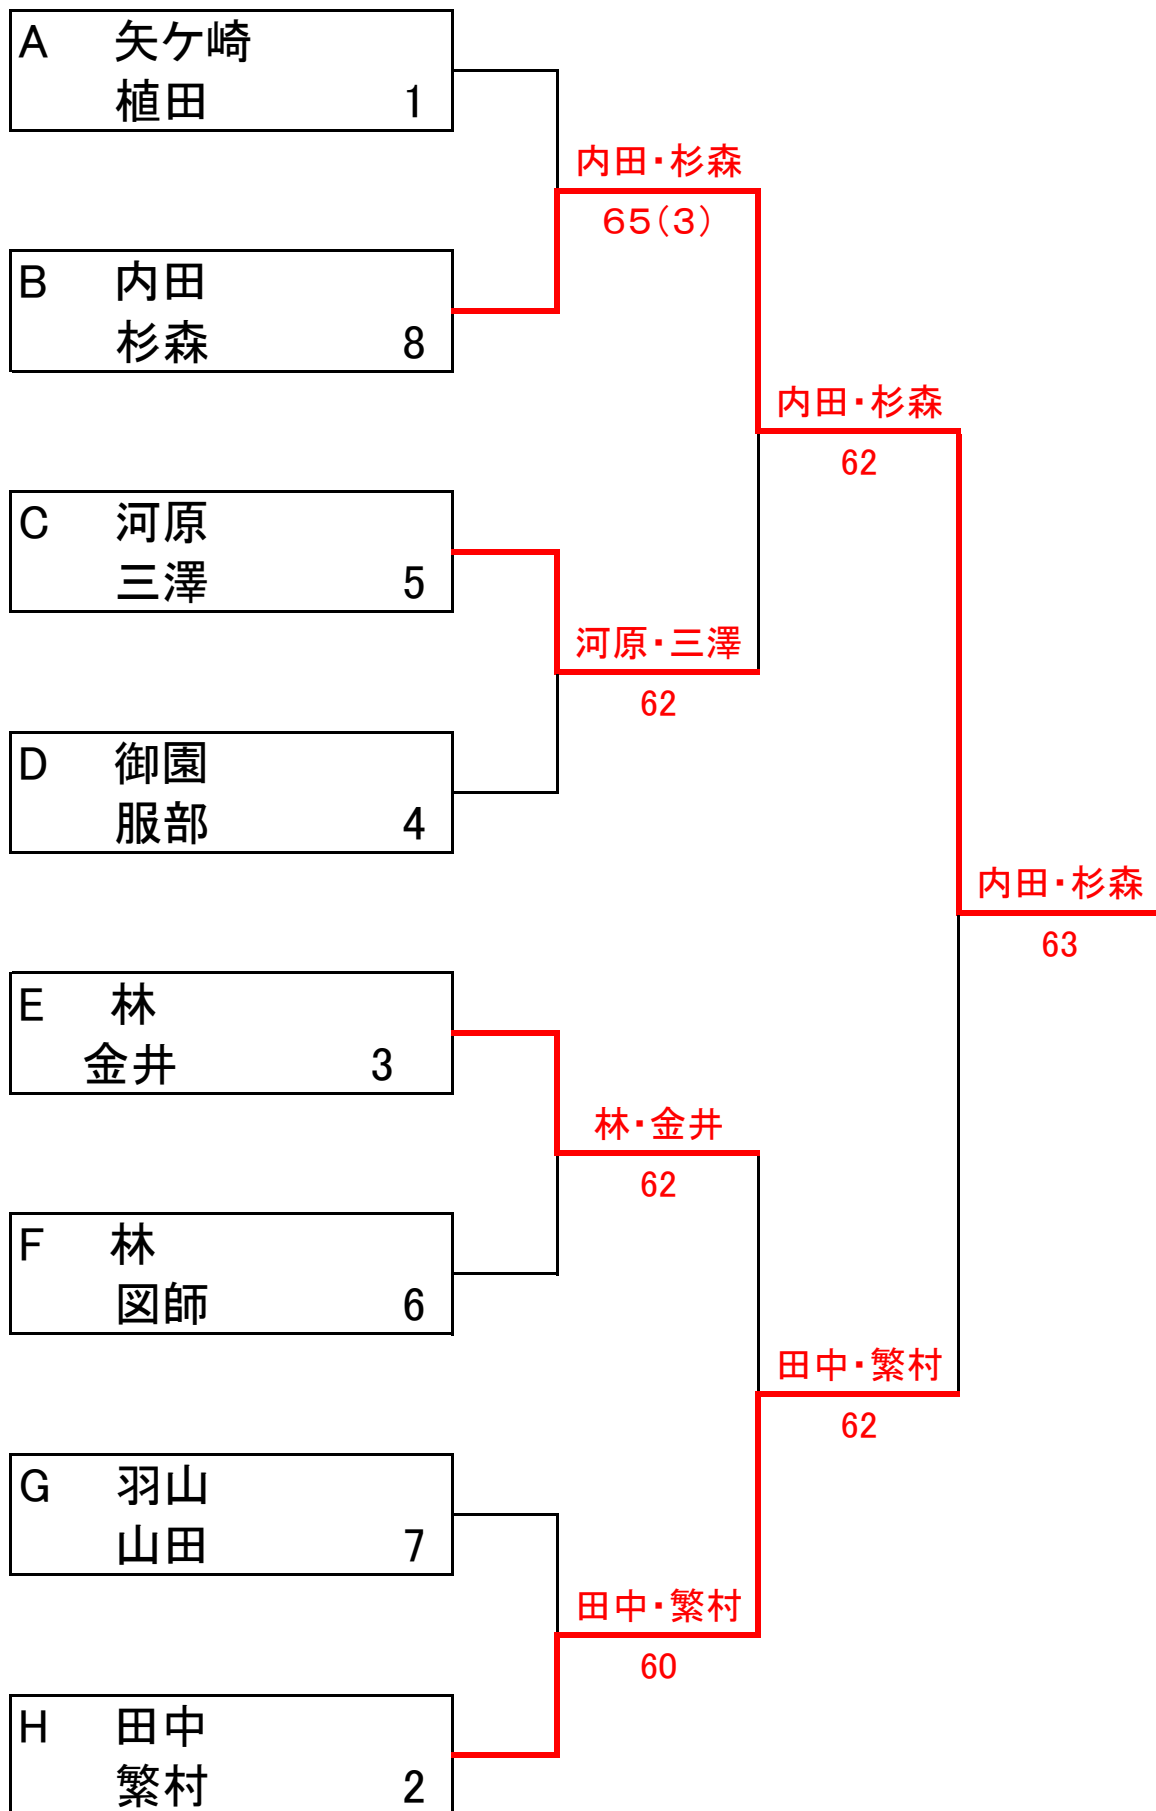 A 矢ケ崎
植田 1
内田・杉森
65(3)
B 内田
杉森 8
内田・杉森
62
C 河原
三澤 5
河原・三澤
62
D 御園
服部 4
内田・杉森
63
E 林
金井 3
林・金井
62
F 林
図師 6
田中・繁村
62
G 羽山
山田 7
田中・繁村
60
H 田中
繁村 2